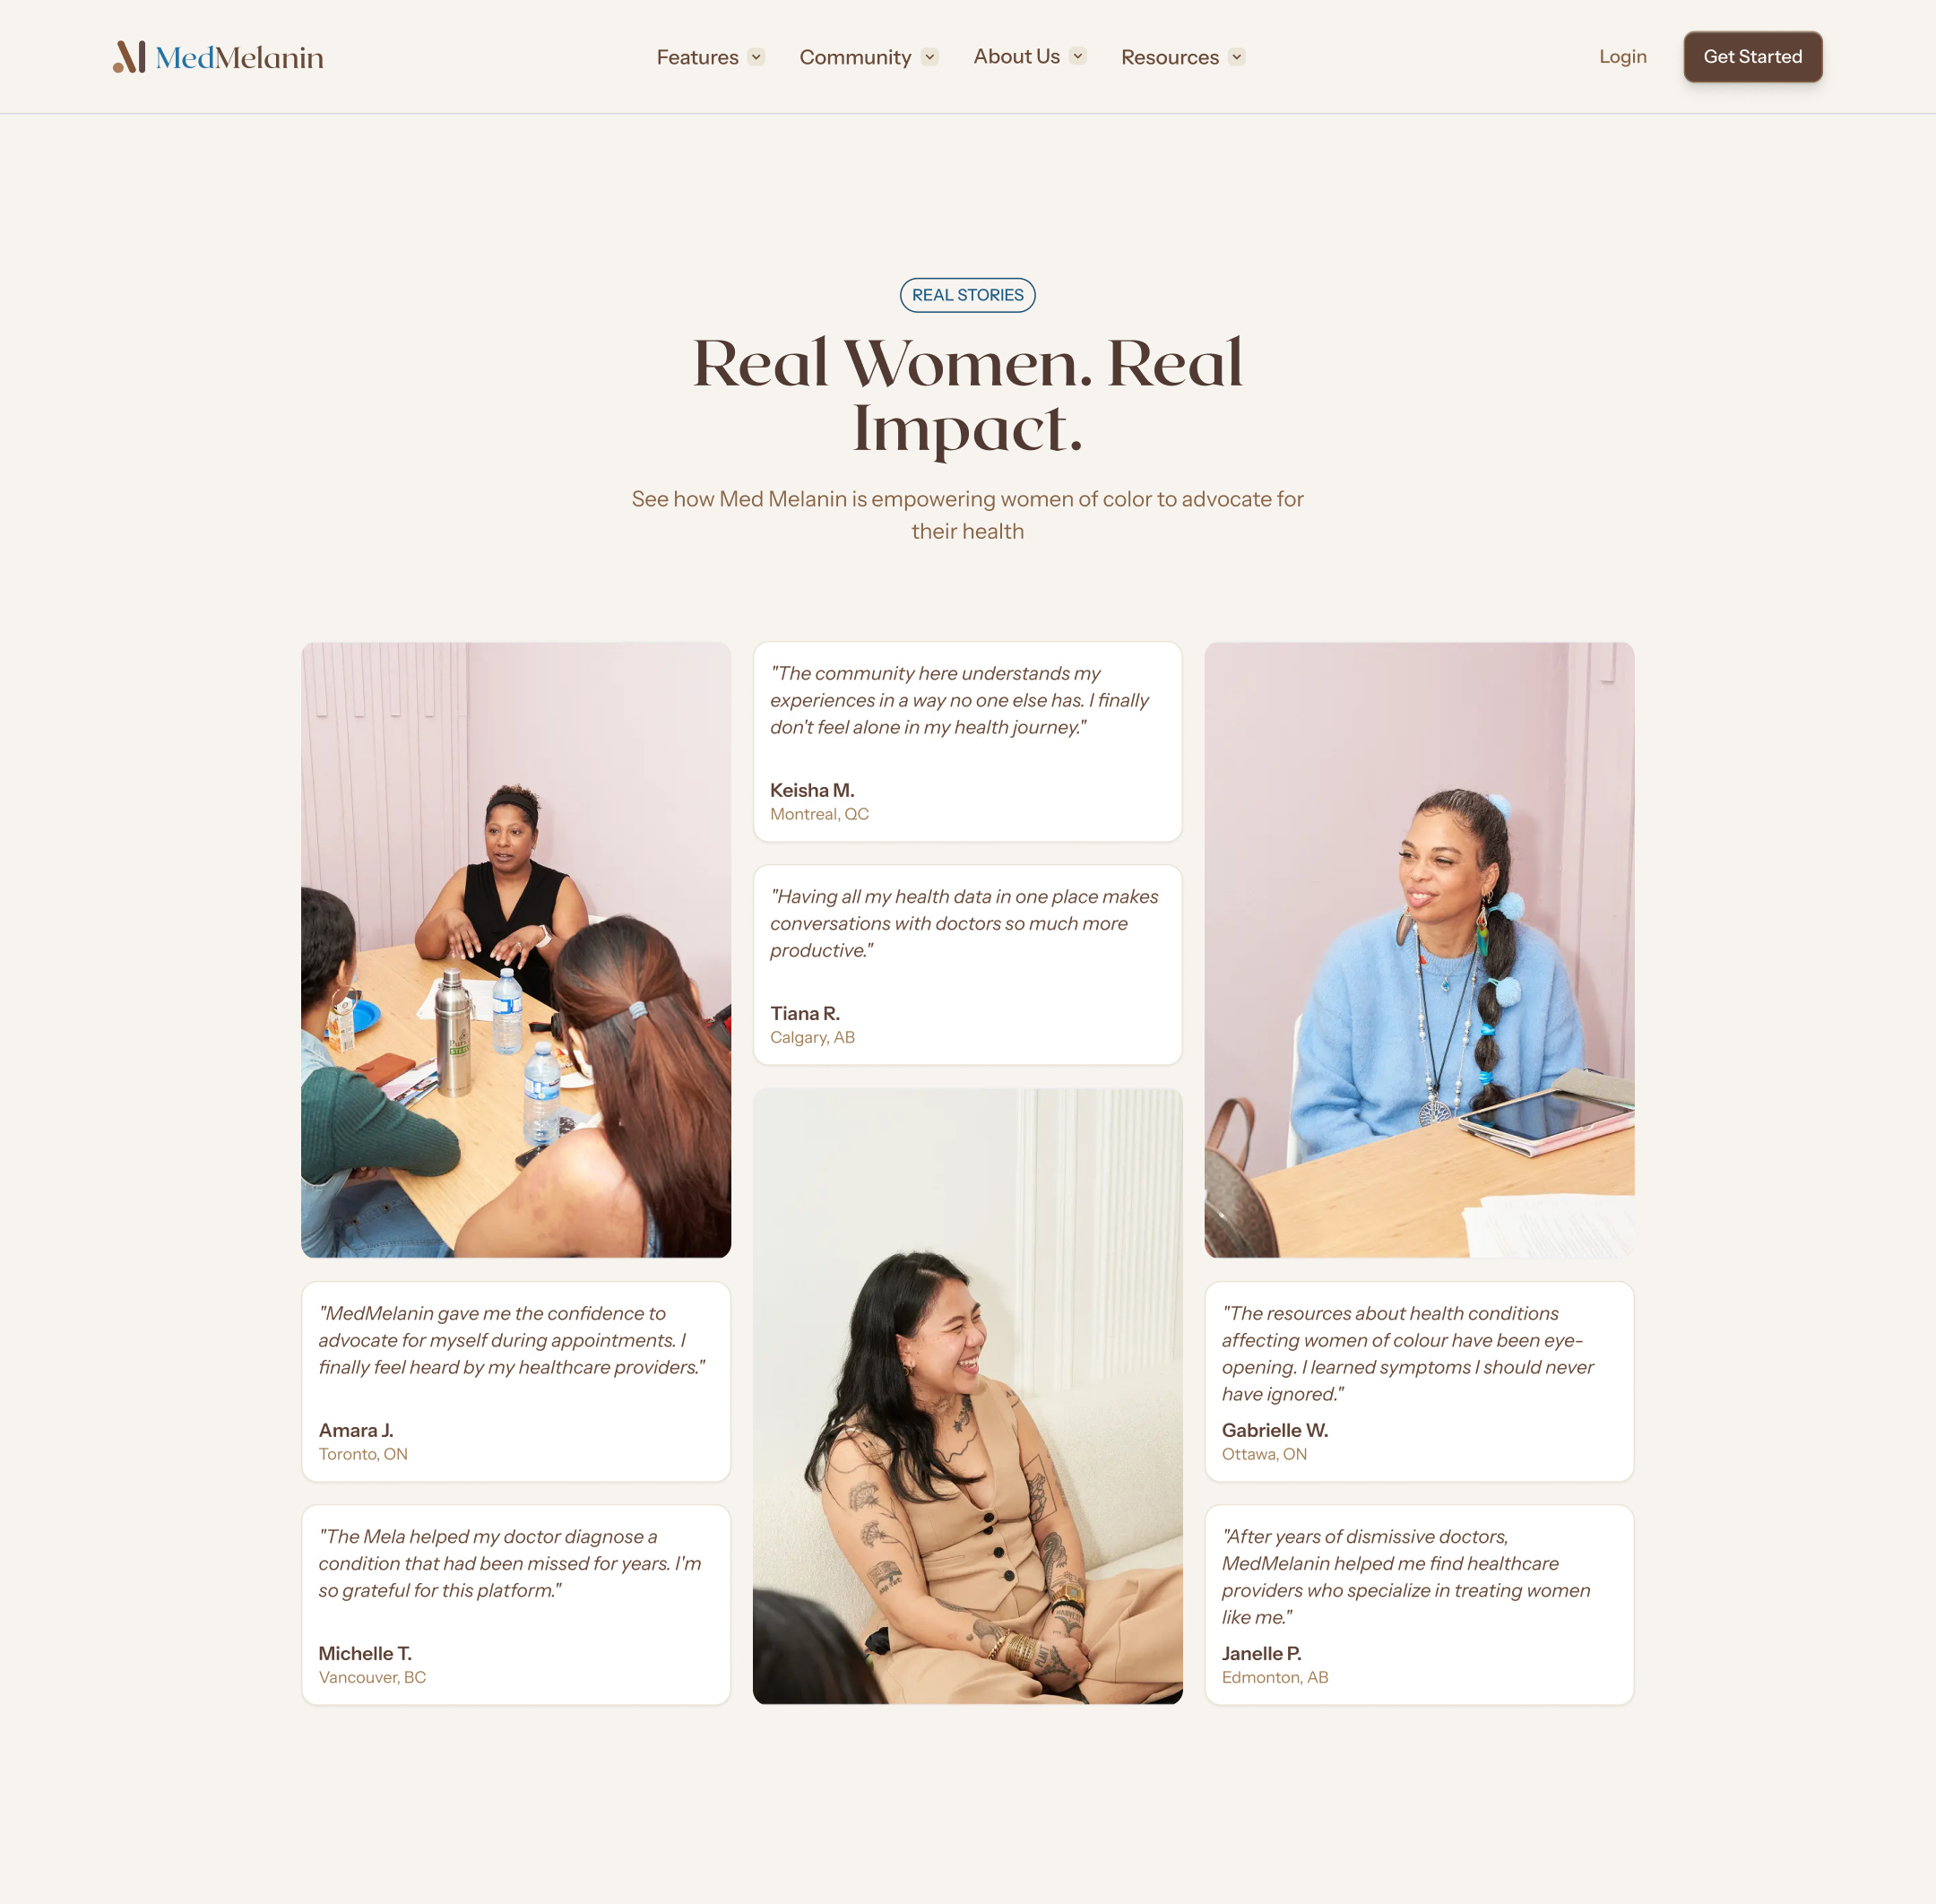 MedMelanin
Features
Community
About Us
Resources
Login
Get Started
REAL STORIES
Real Women. Real
Impact.
See how Med Melanin is empowering women of color to advocate for
their health
"The community here understands my
experiences in a way no one else has. I finally
don't feel alone in my health journey."
Keisha M.
Montreal, QC
"Having all my health data in one place makes
conversations with doctors so much more
productive."
Tiana R.
Calgary, AB
"MedMelanin gave me the confidence to
advocate for myself during appointments. I
finally feel heard by my healthcare providers."
Amara J.
Toronto, ON
"The Mela helped my doctor diagnose a
condition that had been missed for years. I'm
so grateful for this platform."
Michelle T.
Vancouver, BC
"The resources about health conditions
affecting women of colour have been eye-
opening. I learned symptoms I should never
have ignored."
Gabrielle W.
Ottawa, ON
"After years of dismissive doctors,
MedMelanin helped me find healthcare
providers who specialize in treating women
like me."
Janelle P.
Edmonton, AB